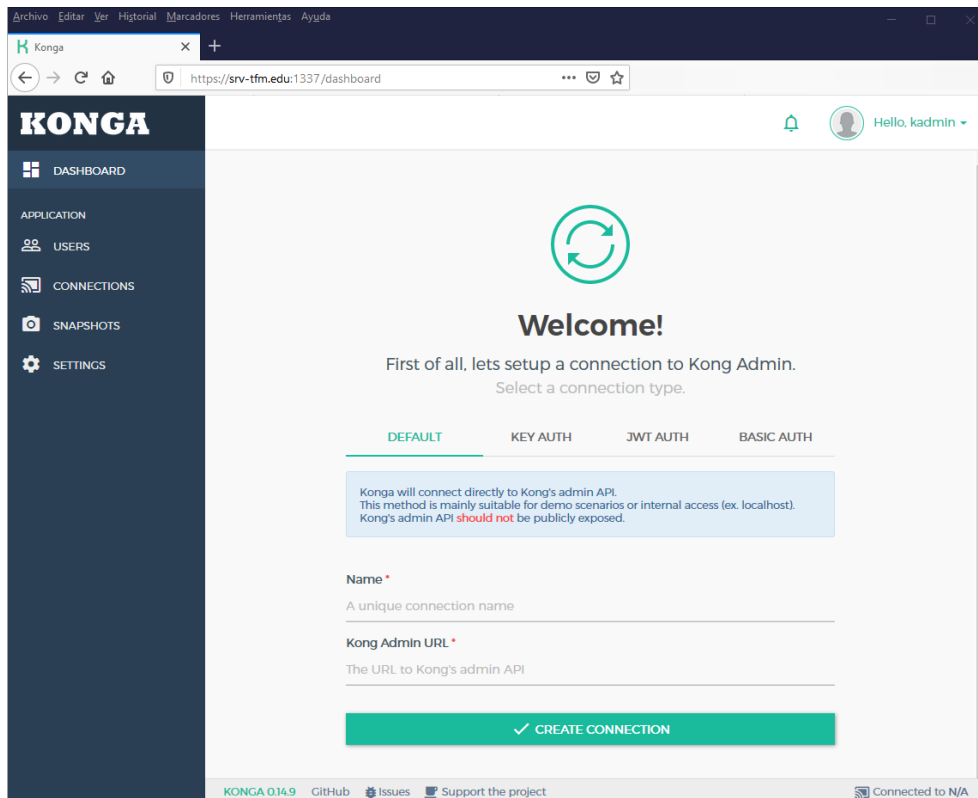 Archivo Editar Ver Historial Marcadores Herramientas Ayuda
Konga
https://srv-tfm.edu:1337/dashboard
KONGA
Hello, kadmin
DASHBOARD
APPLICATION
USERS
CONNECTIONS
SNAPSHOTS
SETTINGS
Welcome!
First of all, lets setup a connection to Kong Admin.
Select a connection type.
DEFAULT KEY AUTH JWT AUTH BASIC AUTH
Konga will connect directly to Kong's admin API.
This method is mainly suitable for demo scenarios or internal access (ex. localhost).
Kong's admin API should not be publicly exposed.
Name *
A unique connection name
Kong Admin URL *
The URL to Kong's admin API
CREATE CONNECTION
KONGA 0.14.9 GitHub Issues Support the project Connected to N/A